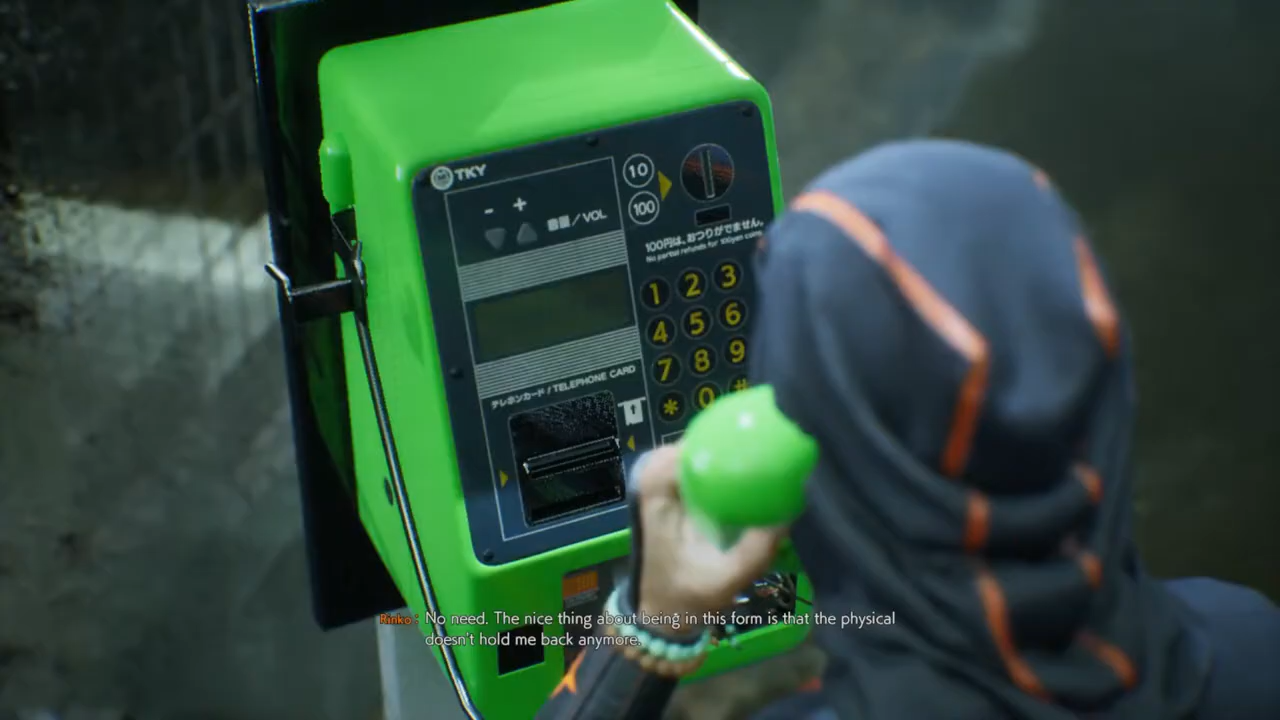 TKY
- +
音量/VOL
10
100
100円は、おつりがでません。
No partial refunds for 100yen coins.
1 2 3
4 5 6
7 8 9
* 0 #
テレホンカード/TELEPHONE CARD
Rinko: No need. The nice thing about being in this form is that the physical
doesn't hold me back anymore.